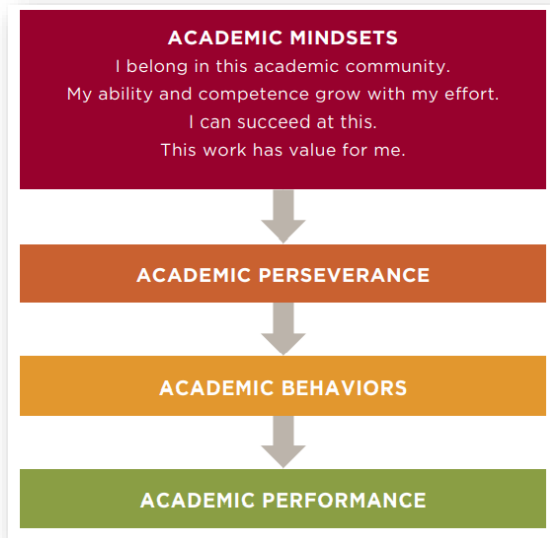 ACADEMIC MINDSETS
I belong in this academic community.
My ability and competence grow with my effort.
I can succeed at this.
This work has value for me.
ACADEMIC PERSEVERANCE
ACADEMIC BEHAVIORS
ACADEMIC PERFORMANCE